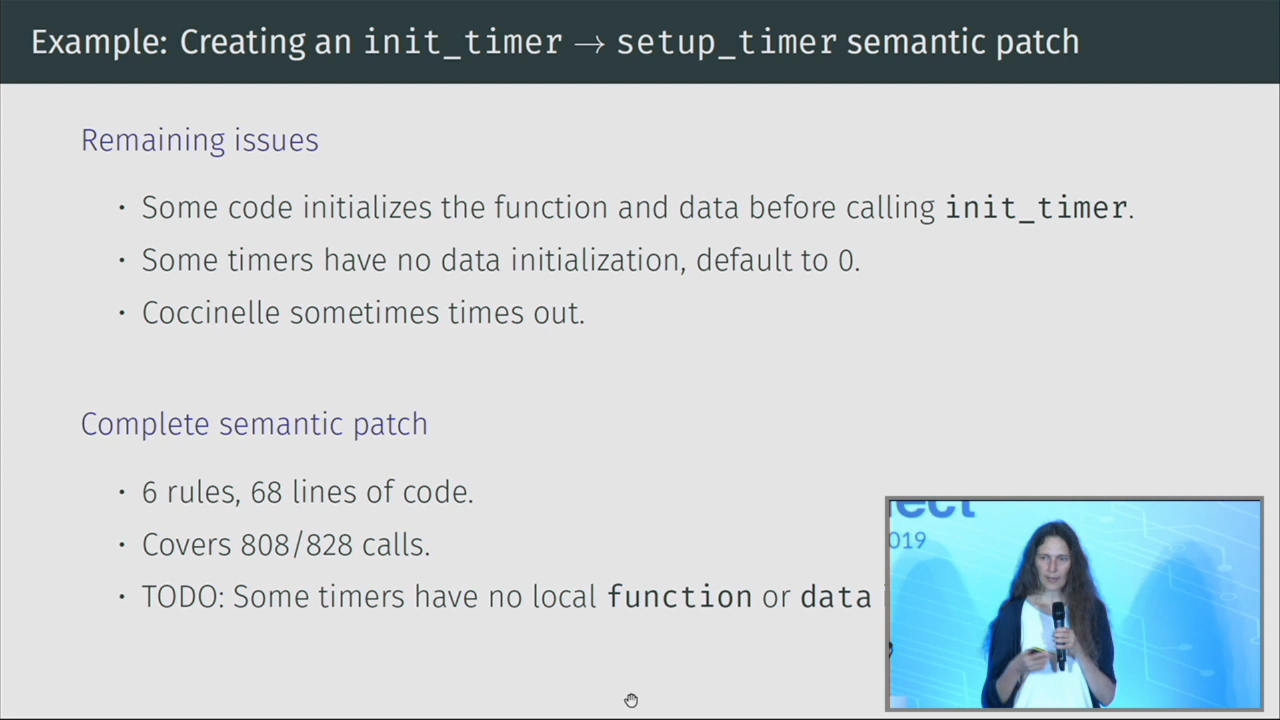 Example: Creating an init_timer → setup_timer semantic patch
Remaining issues
· Some code initializes the function and data before calling init_timer.
· Some timers have no data initialization, default to 0.
· Coccinelle sometimes times out.
Complete semantic patch
· 6 rules, 68 lines of code.
· Covers 808/828 calls.
· TODO: Some timers have no local function or data
2019